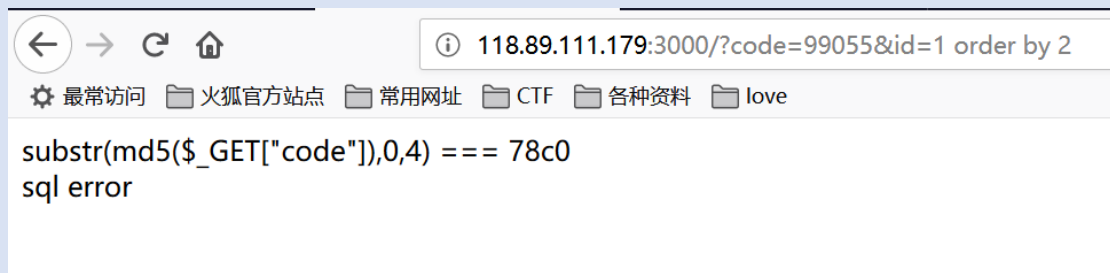 118.89.111.179:3000/?code=99055&id=1 order by 2
最常访问 火狐官方站点 常用网址 CTF 各种资料 love
substr(md5($_GET["code"]),0,4) === 78c0
sql error